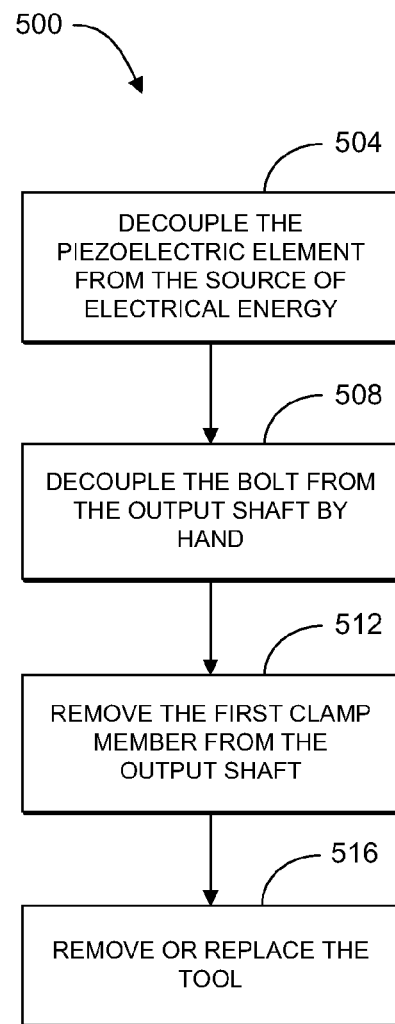 500
504
DECOUPLE THE
PIEZOELECTRIC ELEMENT
FROM THE SOURCE OF
ELECTRICAL ENERGY
508
DECOUPLE THE BOLT FROM
THE OUTPUT SHAFT BY
HAND
512
REMOVE THE FIRST CLAMP
MEMBER FROM THE
OUTPUT SHAFT
516
REMOVE OR REPLACE THE
TOOL